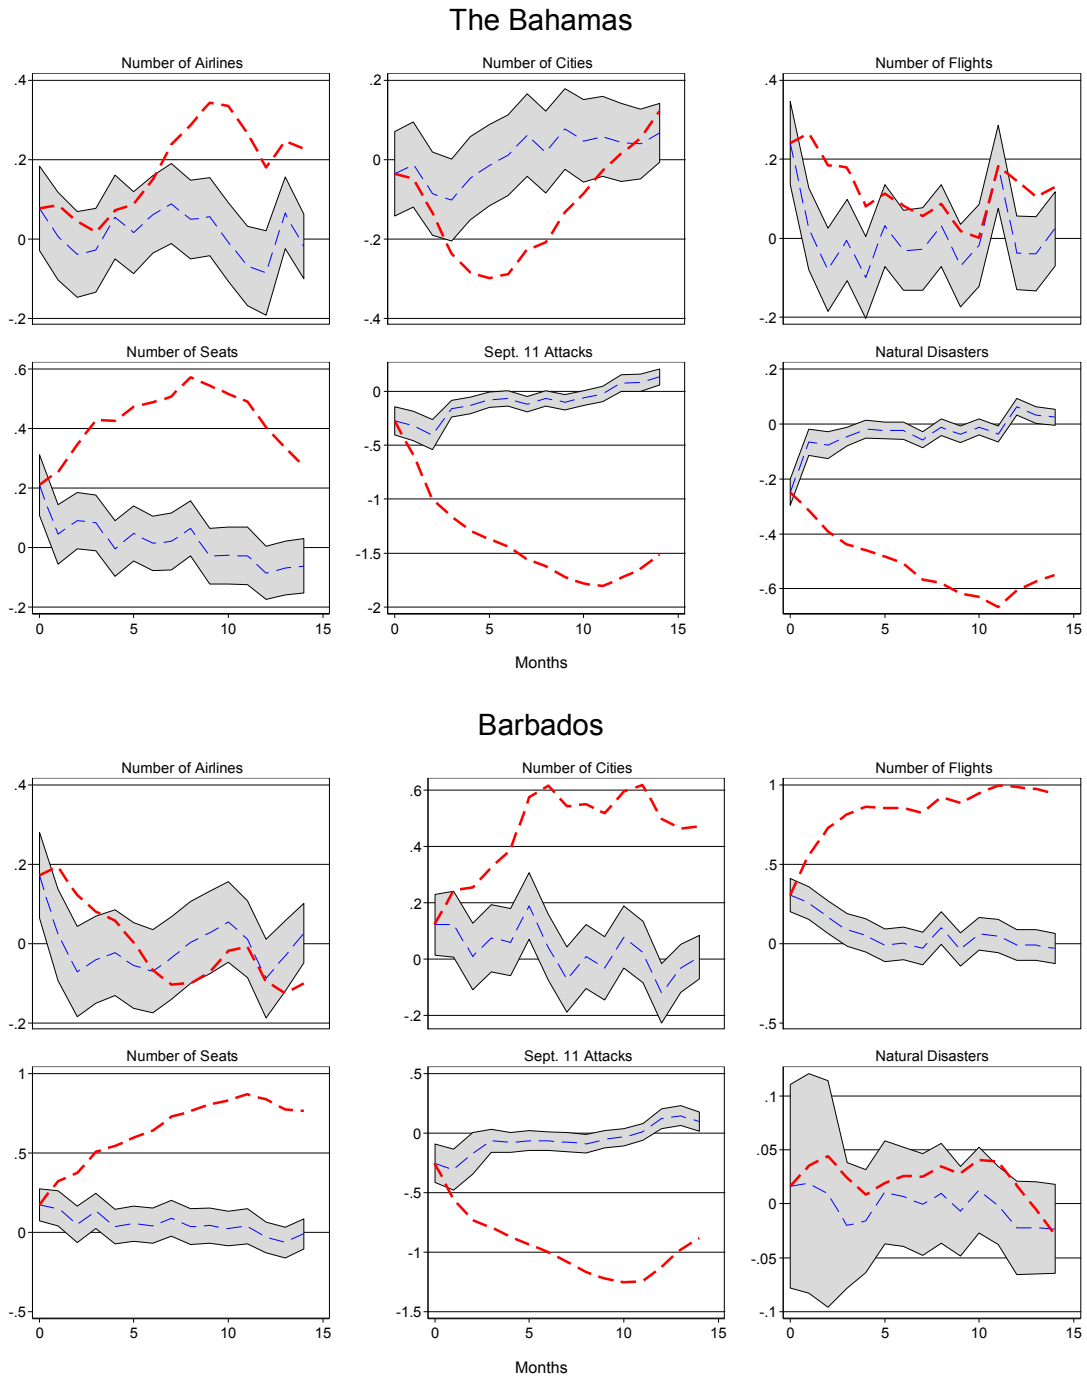 The Bahamas
Number of Airlines
.4
.2
0
-.2
Number of Cities
.2
0
-.2
-.4
Number of Flights
.4
.2
0
-.2
Number of Seats
.6
.4
.2
0
-.2
0 5 10 15
Sept. 11 Attacks
0
-.5
-1
-1.5
-2
0 5 10 15
Natural Disasters
.2
0
-.2
-.4
-.6
0 5 10 15
Months
Barbados
Number of Airlines
.4
.2
0
-.2
Number of Cities
.6
.4
.2
0
-.2
Number of Flights
1
.5
0
-.5
Number of Seats
1
.5
0
-.5
0 5 10 15
Sept. 11 Attacks
.5
0
-.5
-1
-1.5
0 5 10 15
Natural Disasters
.1
.05
0
-.05
-.1
0 5 10 15
Months